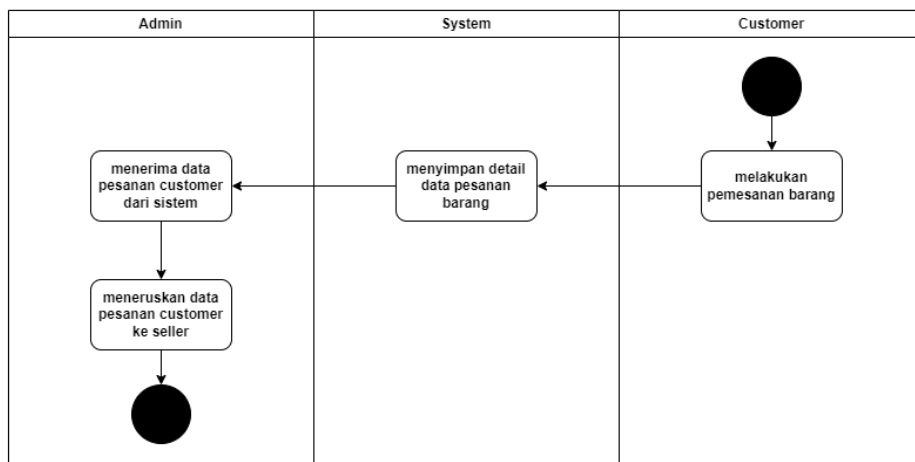 Admin
System
Customer
menerima data
pesanan customer
dari sistem
menyimpan detail
data pesanan
barang
melakukan
pemesanan barang
meneruskan data
pesanan customer
ke seller